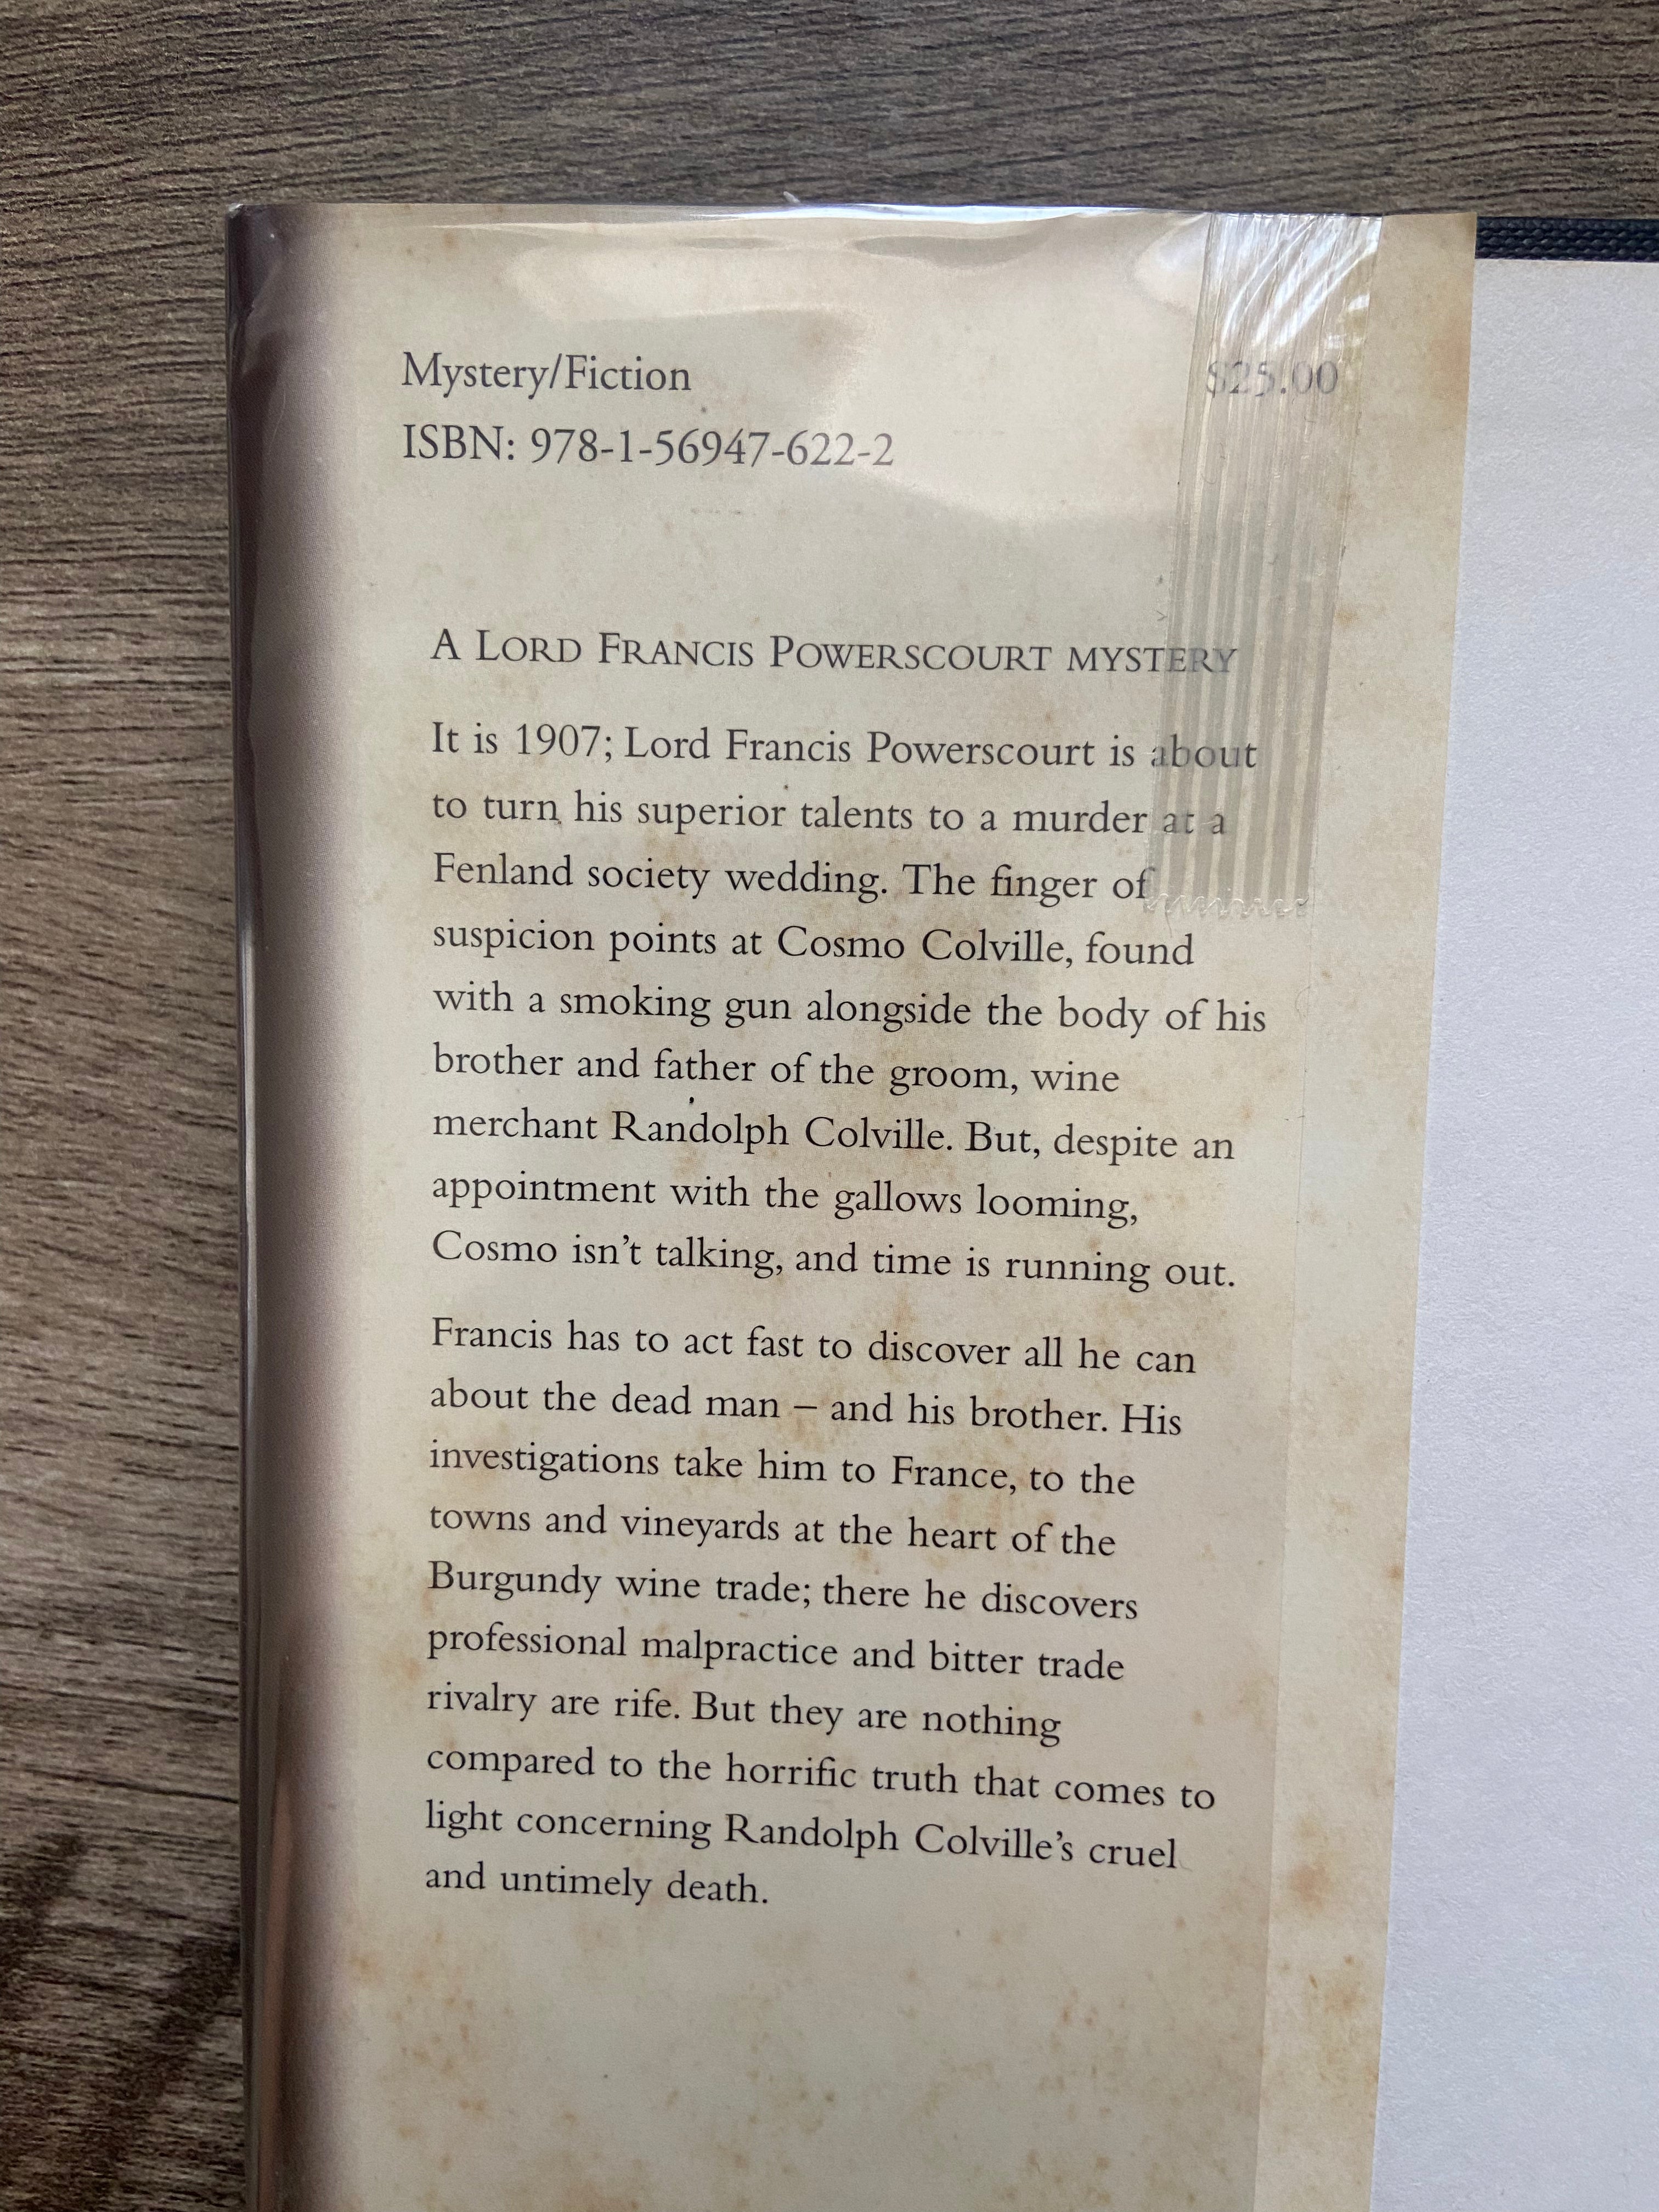 Mystery/Fiction $25.00
ISBN: 978-1-56947-622-2
A LORD FRANCIS POWERSCOURT MYSTERY
It is 1907; Lord Francis Powerscourt is about
to turn his superior talents to a murder at a
Fenland society wedding. The finger of
suspicion points at Cosmo Colville, found
with a smoking gun alongside the body of his
brother and father of the groom, wine
merchant Randolph Colville. But, despite an
appointment with the gallows looming,
Cosmo isn’t talking, and time is running out.
Francis has to act fast to discover all he can
about the dead man – and his brother. His
investigations take him to France, to the
towns and vineyards at the heart of the
Burgundy wine trade; there he discovers
professional malpractice and bitter trade
rivalry are rife. But they are nothing
compared to the horrific truth that comes to
light concerning Randolph Colville’s cruel
and untimely death.